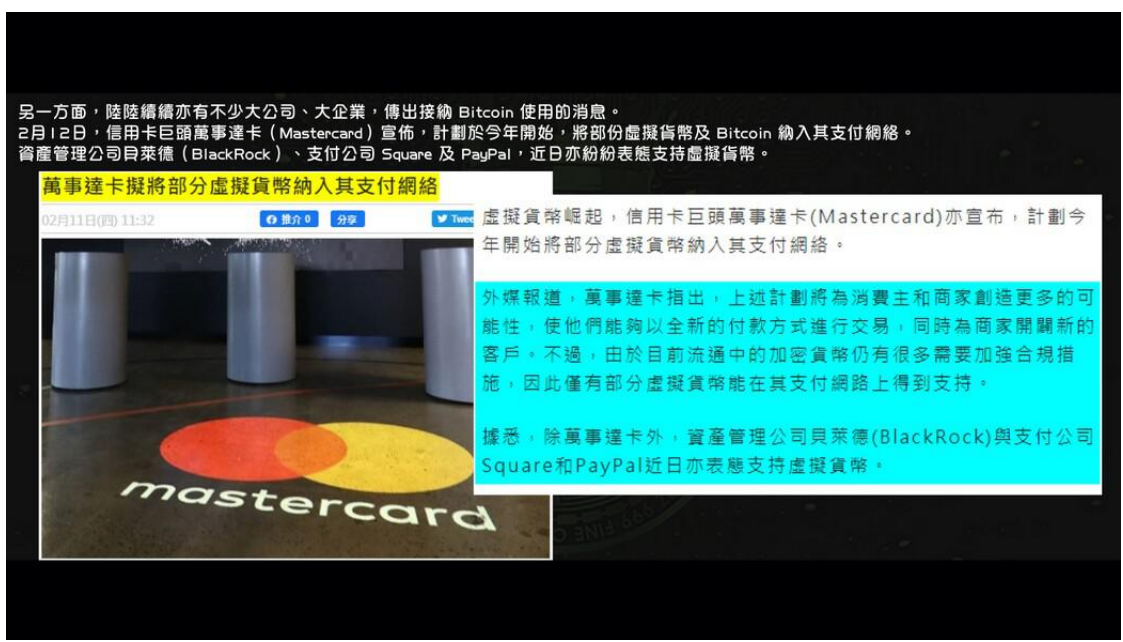 另一方面，陸陸續續亦有不少大公司、大企業，傳出接納 Bitcoin 使用的消息。
2月12日，信用卡巨頭萬事達卡（Mastercard）宣佈，計劃於今年開始，將部份虛擬貨幣及 Bitcoin 納入其支付網絡。
資產管理公司貝萊德（BlackRock）、支付公司 Square 及 PayPal，近日亦紛紛表態支持虛擬貨幣。
萬事達卡擬將部分虛擬貨幣納入其支付網絡
02月11日(四) 11:32
推介 0
分享
Twee
mastercard
虛擬貨幣崛起，信用卡巨頭萬事達卡(Mastercard)亦宣布，計劃今
年開始將部分虛擬貨幣納入其支付網絡。
外媒報道，萬事達卡指出，上述計劃將為消費主和商家創造更多的可
能性，使他們能夠以全新的付款方式進行交易，同時為商家開闢新的
客戶。不過，由於目前流通中的加密貨幣仍有很多需要加強合規措
施，因此僅有部分虛擬貨幣能在其支付網路上得到支持。
據悉，除萬事達卡外，資產管理公司貝萊德(BlackRock)與支付公司
Square和PayPal近日亦表態支持虛擬貨幣。
999 FINE C